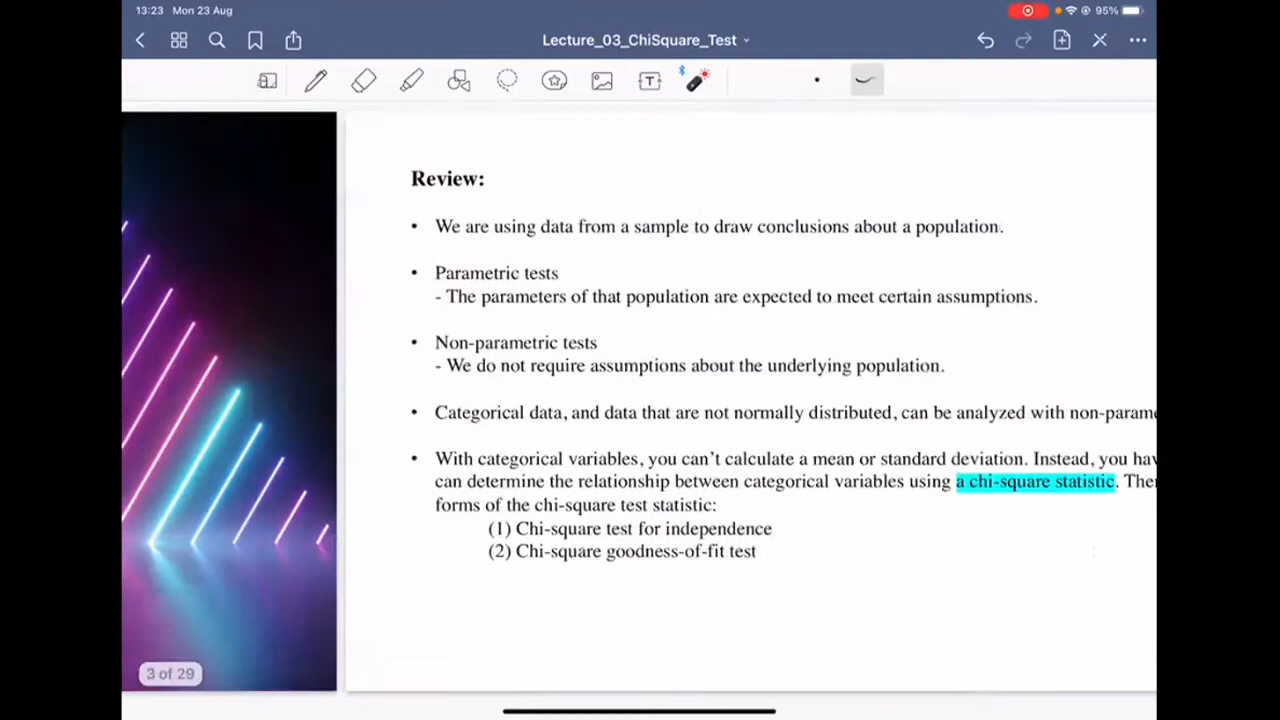 13:23 Mon 23 Aug
95%
Lecture_03_ChiSquare_Test
T
Review:
• We are using data from a sample to draw conclusions about a population.
• Parametric tests
- The parameters of that population are expected to meet certain assumptions.
• Non-parametric tests
- We do not require assumptions about the underlying population.
• Categorical data, and data that are not normally distributed, can be analyzed with
• With categorical variables, you can't calculate a mean or standard deviation. Instead, you
can determine the relationship between categorical variables using a chi-square statistic.
forms of the chi-square test statistic:
(1) Chi-square test for independence
(2) Chi-square goodness-of-fit test
3 of 29